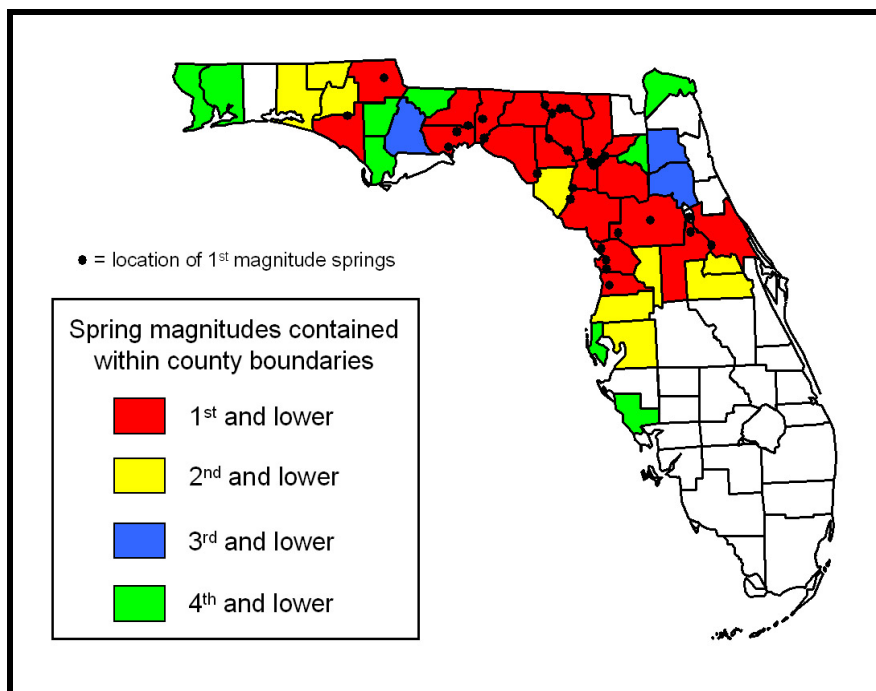 ● = location of 1st magnitude springs
Spring magnitudes contained
within county boundaries
1st and lower
2nd and lower
3rd and lower
4th and lower